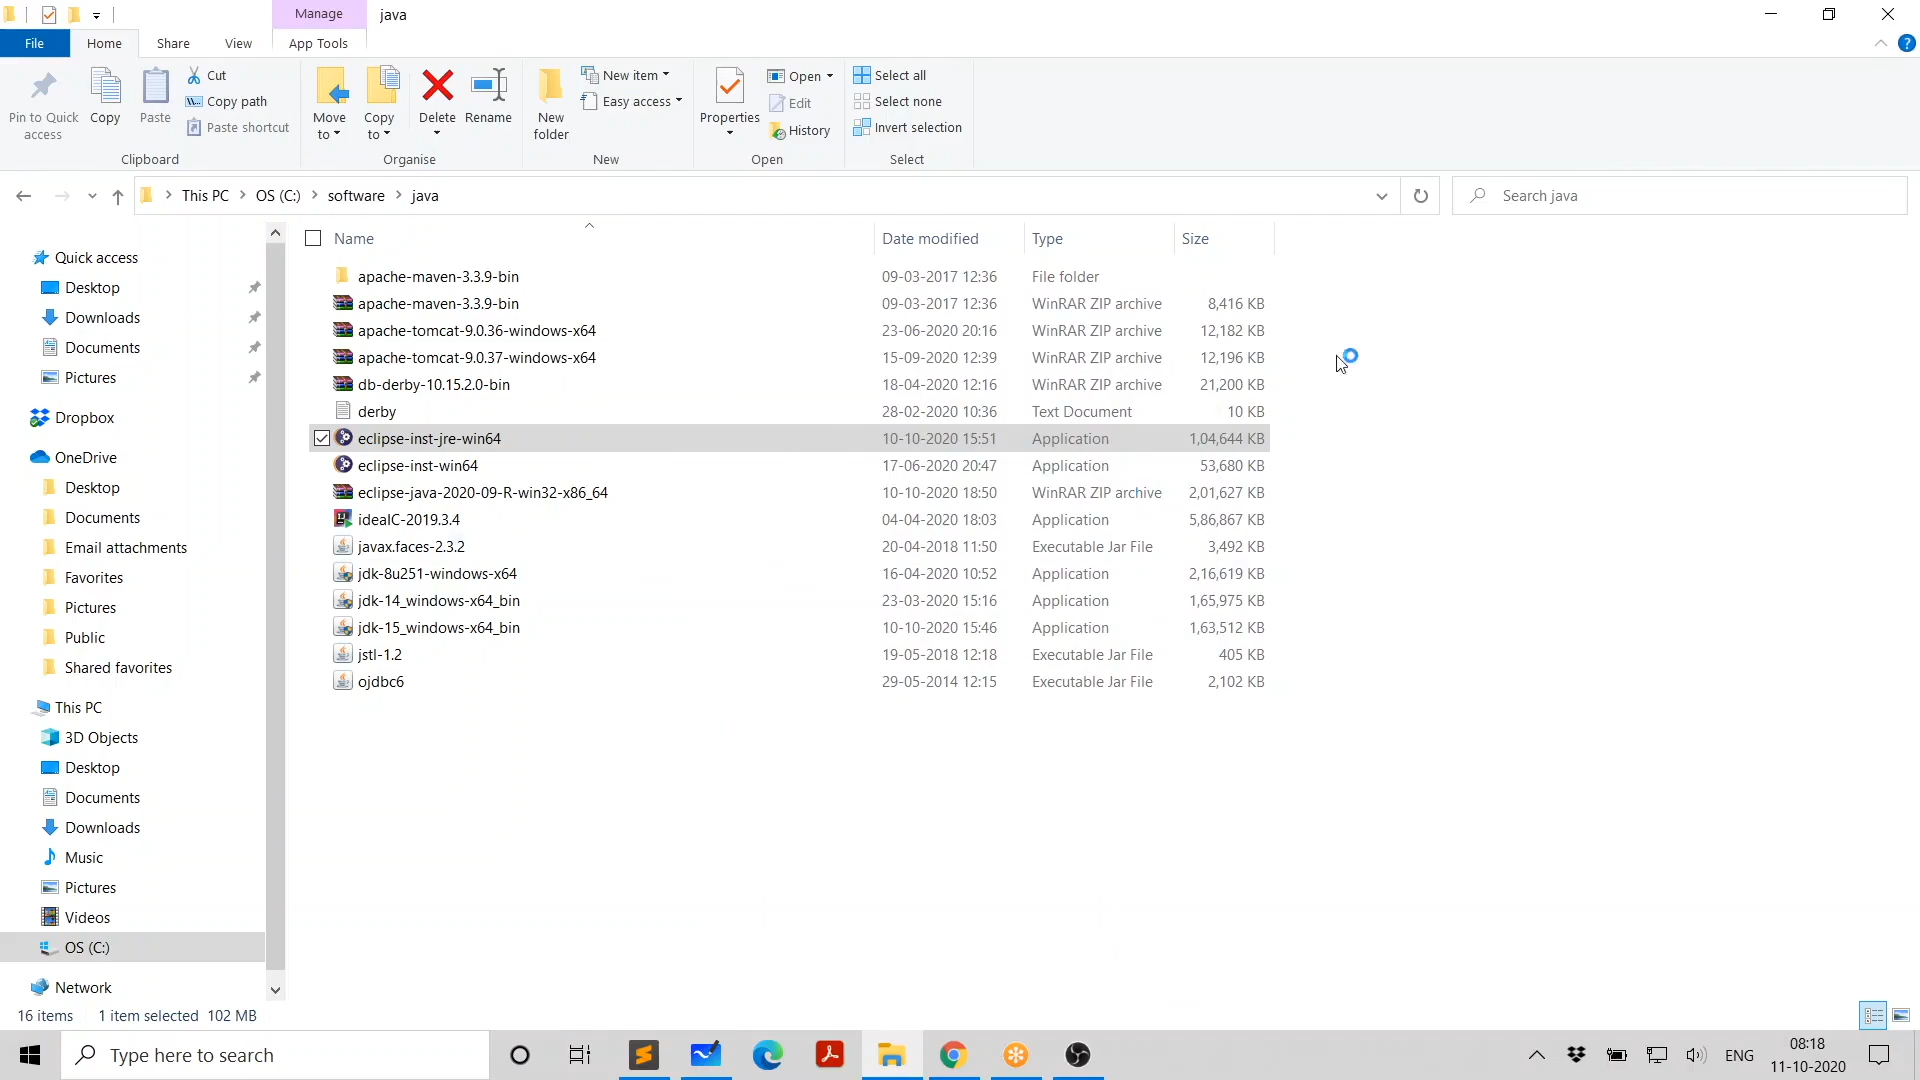 Manage
java
File
Home
Share
View
App Tools
Pin to Quick access
Copy
Paste
Cut
Copy path
Paste shortcut
Clipboard
Move to
Copy to
Delete
Rename
Organise
New folder
New item
Easy access
New
Properties
Open
Edit
History
Open
Select all
Select none
Invert selection
Select
This PC
OS (C:)
software
java
Search java
Name
Date modified
Type
Size
apache-maven-3.3.9-bin 09-03-2017 12:36 File folder
apache-maven-3.3.9-bin 09-03-2017 12:36 WinRAR ZIP archive 8,416 KB
apache-tomcat-9.0.36-windows-x64 23-06-2020 20:16 WinRAR ZIP archive 12,182 KB
apache-tomcat-9.0.37-windows-x64 15-09-2020 12:39 WinRAR ZIP archive 12,196 KB
db-derby-10.15.2.0-bin 18-04-2020 12:16 WinRAR ZIP archive 21,200 KB
derby 28-02-2020 10:36 Text Document 10 KB
eclipse-inst-jre-win64 10-10-2020 15:51 Application 1,04,644 KB
eclipse-inst-win64 17-06-2020 20:47 Application 53,680 KB
eclipse-java-2020-09-R-win32-x86_64 10-10-2020 18:50 WinRAR ZIP archive 2,01,627 KB
ideaIC-2019.3.4 04-04-2020 18:03 Application 5,86,867 KB
javax.faces-2.3.2 20-04-2018 11:50 Executable Jar File 3,492 KB
jdk-8u251-windows-x64 16-04-2020 10:52 Application 2,16,619 KB
jdk-14_windows-x64_bin 23-03-2020 15:16 Application 1,65,975 KB
jdk-15_windows-x64_bin 10-10-2020 15:46 Application 1,63,512 KB
jstl-1.2 19-05-2018 12:18 Executable Jar File 405 KB
ojdbc6 29-05-2014 12:15 Executable Jar File 2,102 KB
Quick access
Desktop
Downloads
Documents
Pictures
Dropbox
OneDrive
Desktop
Documents
Email attachments
Favorites
Pictures
Public
Shared favorites
This PC
3D Objects
Desktop
Documents
Downloads
Music
Pictures
Videos
OS (C:)
Network
16 items
1 item selected 102 MB
Type here to search
ENG
08:18
11-10-2020